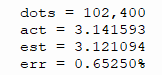 dots = 102,400
act = 3.141593
est = 3.121094
err = 0.65250%